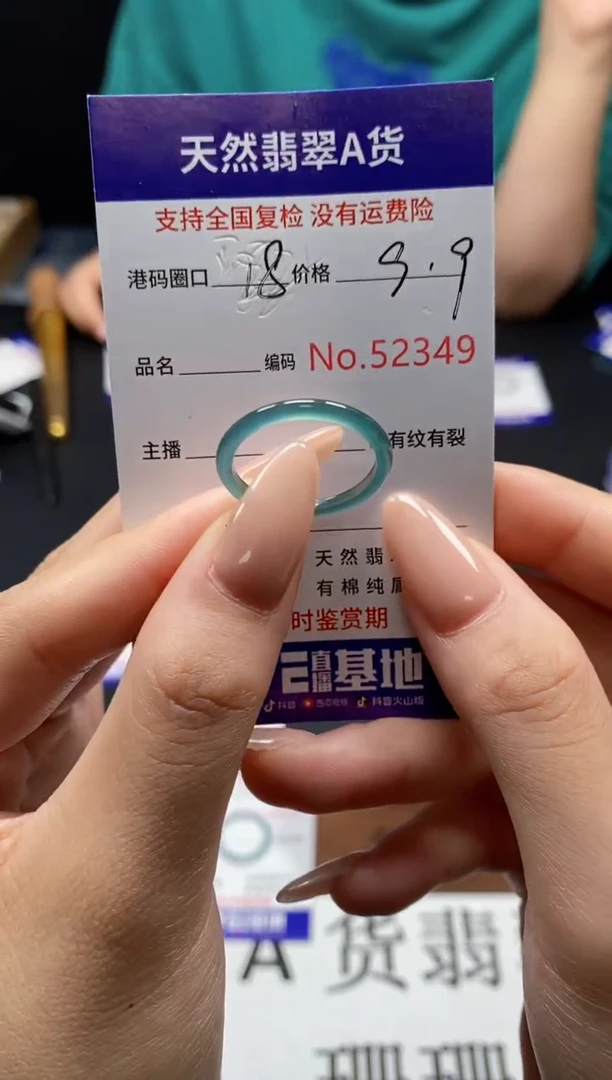 天然翡翠A货
支持全国复检 没有运费险
港码圈口 18 价格 9.9
品名 编码 No.52349
主播 有纹有裂
天然翡
有棉纯
时鉴赏期
直播基地
抖音 西瓜视频 抖音火山版
A货翡